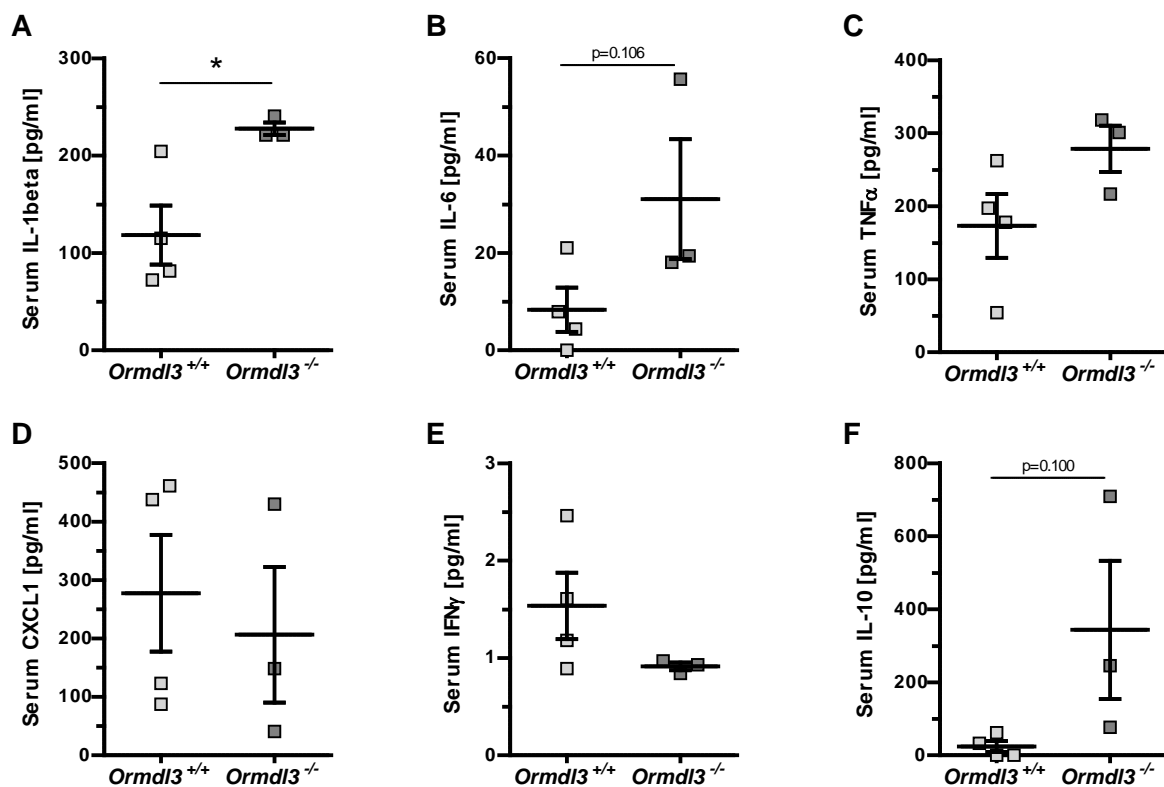 A
Serum IL-1beta [pg/ml]
300
200
100
0
*
Ormdl3 +/+ Ormdl3 -/-
B
Serum IL-6 [pg/ml]
60
40
20
0
p=0.106
Ormdl3 +/+ Ormdl3 -/-
C
Serum TNFα [pg/ml]
400
300
200
100
0
Ormdl3 +/+ Ormdl3 -/-
D
Serum CXCL1 [pg/ml]
500
400
300
200
100
0
Ormdl3 +/+ Ormdl3 -/-
E
Serum IFNγ [pg/ml]
3
2
1
0
Ormdl3 +/+ Ormdl3 -/-
F
Serum IL-10 [pg/ml]
800
600
400
200
0
p=0.100
Ormdl3 +/+ Ormdl3 -/-